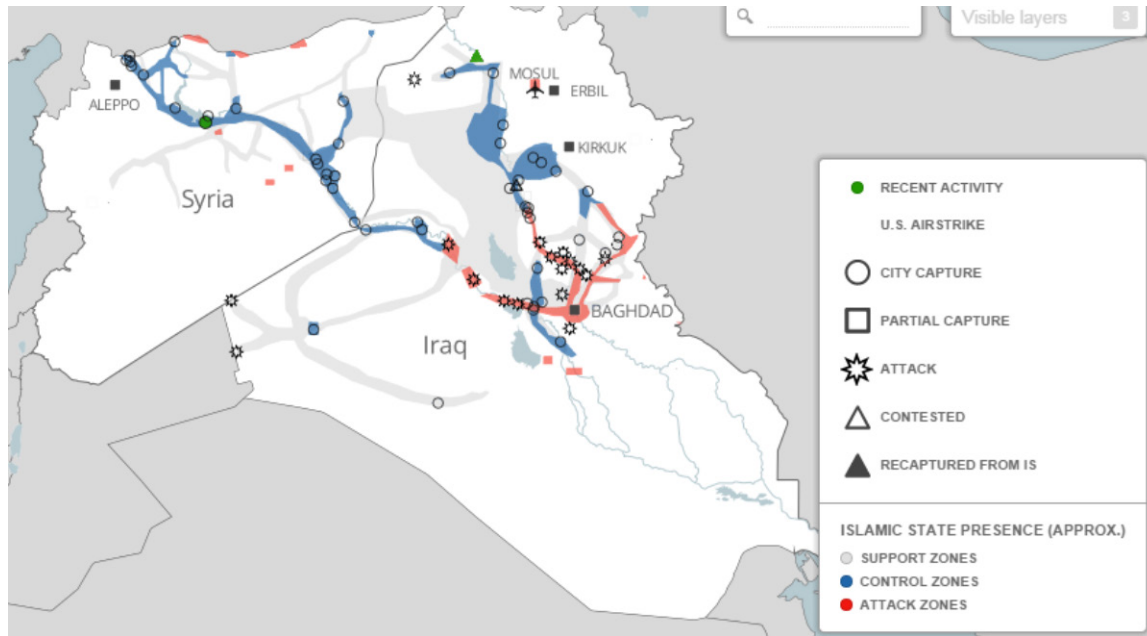 Visible layers
3
MOSUL
ERBIL
ALEPPO
KIRKUK
Syria
BAGHDAD
Iraq
RECENT ACTIVITY
U.S. AIRSTRIKE
CITY CAPTURE
PARTIAL CAPTURE
ATTACK
CONTESTED
RECAPTURED FROM IS
ISLAMIC STATE PRESENCE (APPROX.)
SUPPORT ZONES
CONTROL ZONES
ATTACK ZONES